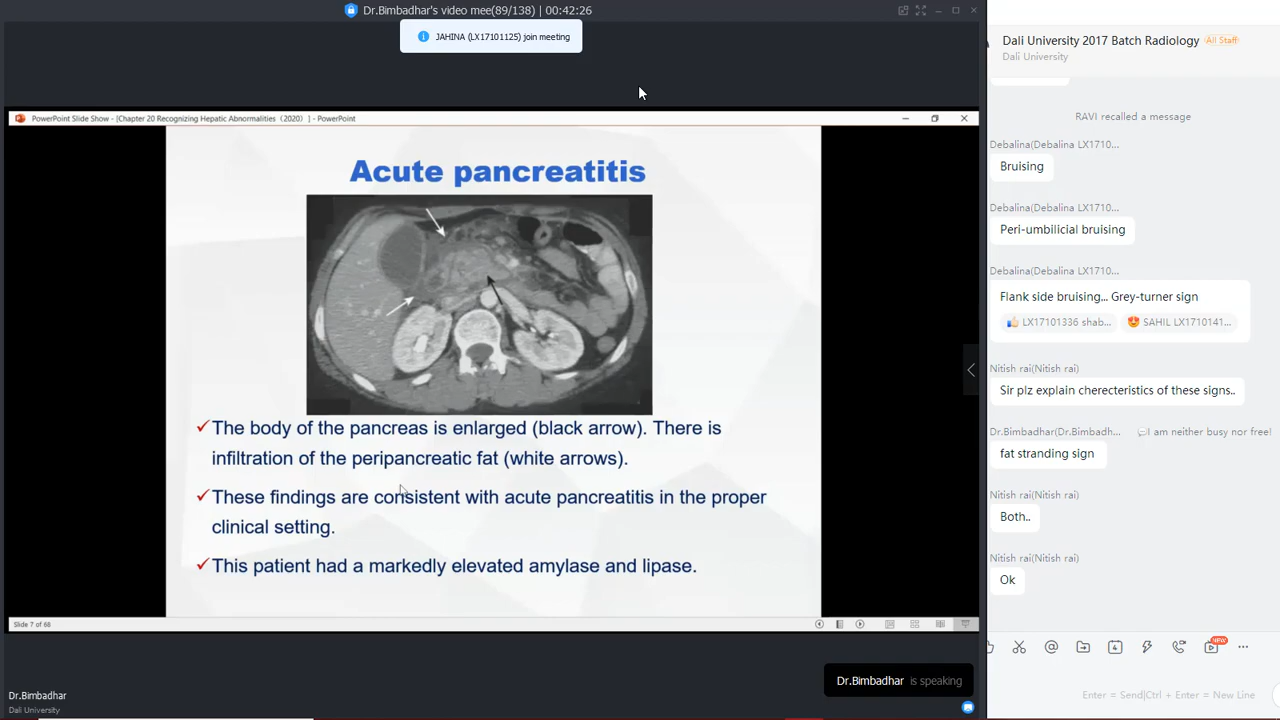 Dr.Bimbadhar's video mee(89/138) | 00:42:26
JAHINA (LX17101125) join meeting
PowerPoint Slide Show - [Chapter 20 Recognizing Hepatic Abnormalities (2020) ] - PowerPoint
Acute pancreatitis
The body of the pancreas is enlarged (black arrow). There is
infiltration of the peripancreatic fat (white arrows).
These findings are consistent with acute pancreatitis in the proper
clinical setting.
This patient had a markedly elevated amylase and lipase.
Slide 7 of 68
Dr.Bimbadhar is speaking
Dr.Bimbadhar
Dali University
Dali University 2017 Batch Radiology All Staff
Dali University
RAVI recalled a message
Debalina(Debalina LX1710...
Bruising
Debalina(Debalina LX1710...
Peri-umbilicial bruising
Debalina(Debalina LX1710...
Flank side bruising... Grey-turner sign
LX17101336 shab... SAHIL LX1710141...
Nitish rai(Nitish rai)
Sir plz explain cherecteristics of these signs..
Dr.Bimbadhar(Dr.Bimbadh... I am neither busy nor free!
fat stranding sign
Nitish rai(Nitish rai)
Both..
Nitish rai(Nitish rai)
Ok
4
NEW
Enter = Send|Ctrl + Enter = New Line